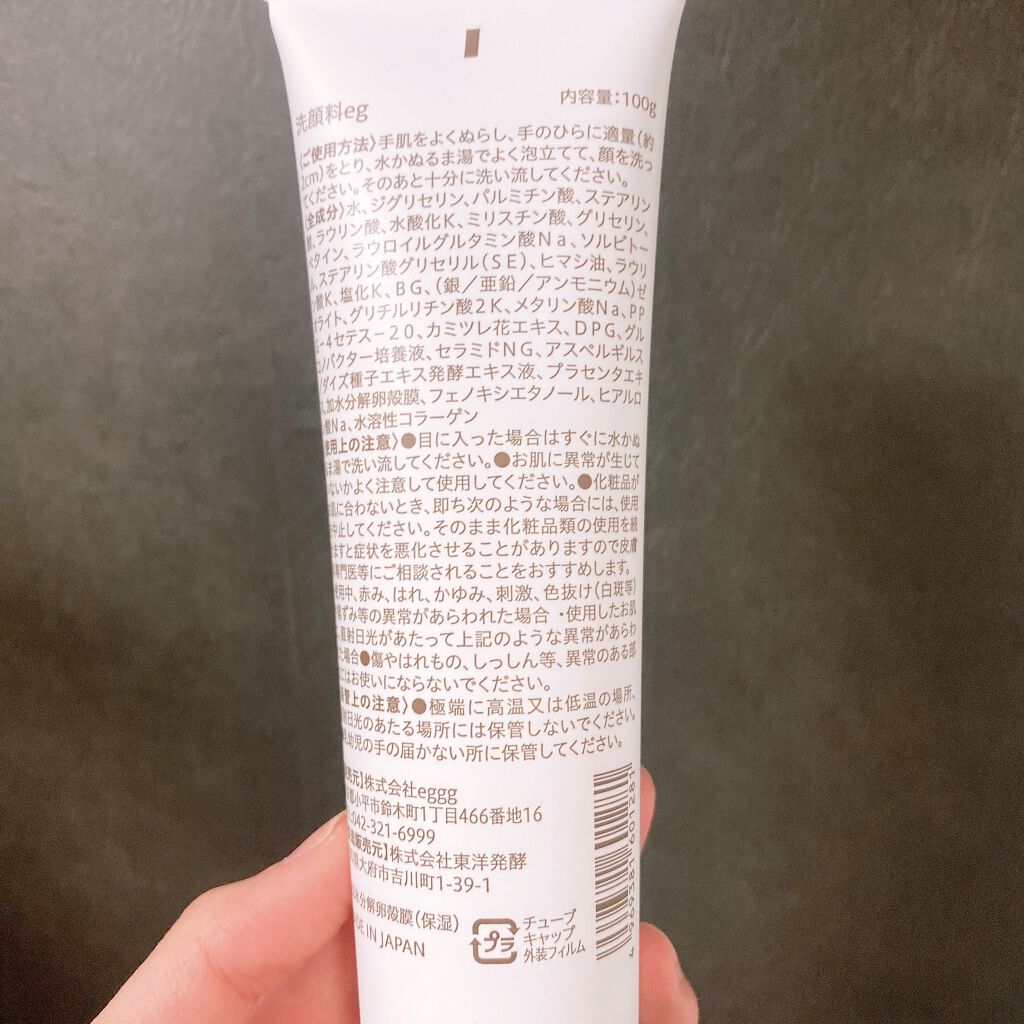 洗顔料eg
内容量:100g
〈ご使用方法〉手肌をよくぬらし、手のひらに適量(約
2cm)をとり、水かぬるま湯でよく泡立てて、顔を洗っ
てください。そのあと十分に洗い流してください。
全成分〉水、ジグリセリン、パルミチン酸、ステアリン
酸、ラウリン酸、水酸化K、ミリスチン酸、グリセリン、
ベタイン、ラウロイルグルタミン酸Na、ソルビトー
ル、ステアリン酸グリセリル(SE)、ヒマシ油、ラウリ
ン酸K、塩化K、BG、(銀/亜鉛/アンモニウム)ゼ
オライト、グリチルリチン酸2K、メタリン酸Na、PP
G-4セテス-20、カミツレ花エキス、DPG、グル
コノバクター培養液、セラミドNG、アスペルギルス
/ダイズ種子エキス発酵エキス液、プラセンタエキ
ス、加水分解卵殻膜、フェノキシエタノール、ヒアルロ
酸Na、水溶性コラーゲン
使用上の注意〉●目に入った場合はすぐに水かぬ
るま湯で洗い流してください。●お肌に異常が生じて
いないかよく注意して使用してください。●化粧品が
お肌に合わないとき、即ち次のような場合には、使用
中止してください。そのまま化粧品類の使用を続
けますと症状を悪化させることがありますので皮膚
専門医等にご相談されることをおすすめします。
使用中、赤み、はれ、かゆみ、刺激、色抜け(白斑等)
黒ずみ等の異常があらわれた場合 ・使用したお肌
、直射日光があたって上記のような異常があらわ
れた場合●傷やはれもの、しっしん等、異常のある部
にはお使いにならないでください。
保管上の注意〉●極端に高温又は低温の場所、
直射日光のあたる場所には保管しないでください。
乳幼児の手の届かない所に保管してください。
売元】株式会社eggg
都小平市鈴木町1丁目466番地16
042-321-6999
造販売元】株式会社東洋発酵
県大府市吉川町1-39-1
水分解卵殻膜(保湿)
DE IN JAPAN
プラ
チューブ
キャップ
外装フィルム
4969381601281